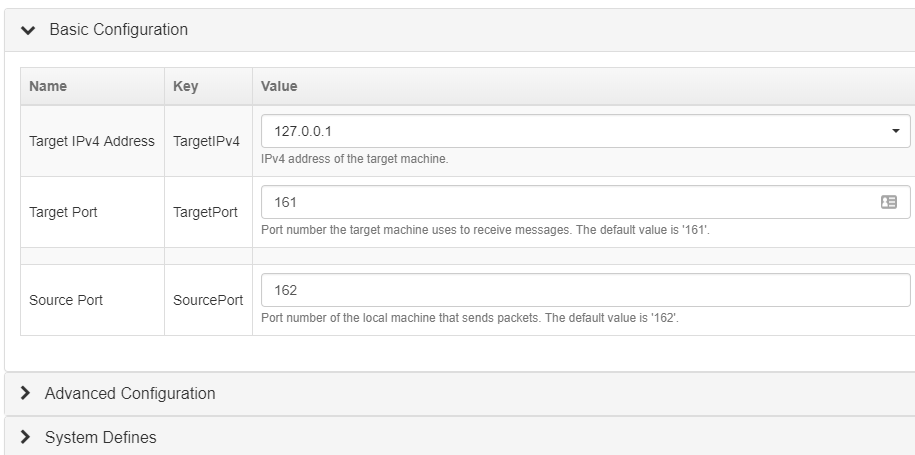 Basic Configuration
Name Key Value
Target IPv4 Address TargetIPv4 127.0.0.1
IPv4 address of the target machine.
Target Port TargetPort 161
Port number the target machine uses to receive messages. The default value is '161'.
Source Port SourcePort 162
Port number of the local machine that sends packets. The default value is '162'.
Advanced Configuration
System Defines